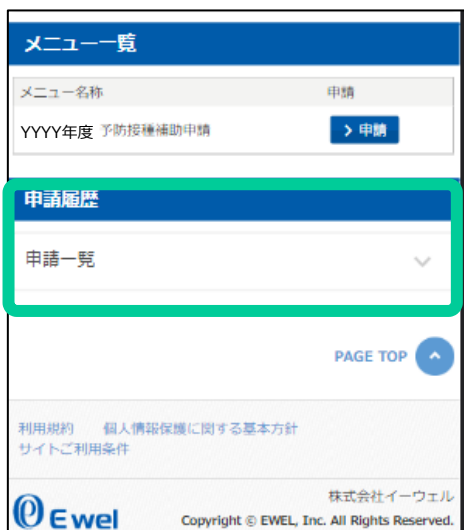 メニュー一覧
メニュー名称 申請
YYYY年度 予防接種補助申請 申請
申請履歴
申請一覧
PAGE TOP
利用規約 個人情報保護に関する基本方針
サイトご利用条件
株式会社イーウェル
Ewel Copyright © EWEL, Inc. All Rights Reserved.